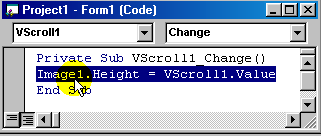 Project1 - Form1 (Code)
VScroll1 Change
Private Sub VScroll1_Change()
Image1.Height = VScroll1.Value
End Sub